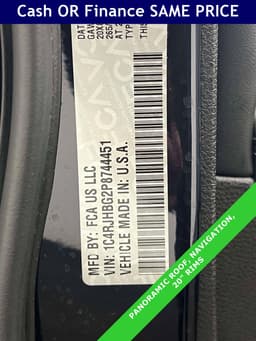 Cash OR Finance SAME PRICE
MFD BY: FCA US LLC
VIN: 1C4RJHBG2P8744451
VEHICLE MADE IN: U.S.A.
PANORAMIC ROOF, NAVIGATION,
20" RIMS